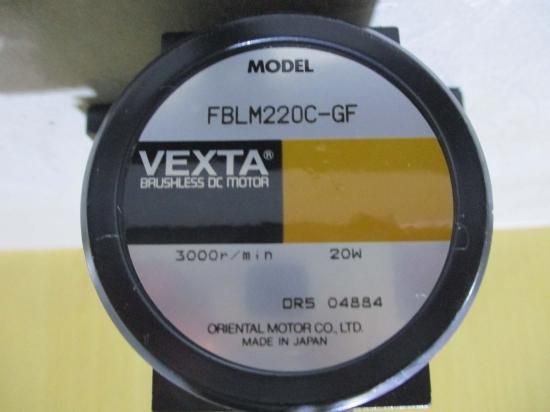 MODEL
FBLM220C-GF
VEXTA®
BRUSHLESS DC MOTOR
3000r/min 20W
DR5 04884
ORIENTAL MOTOR CO., LTD.
MADE IN JAPAN